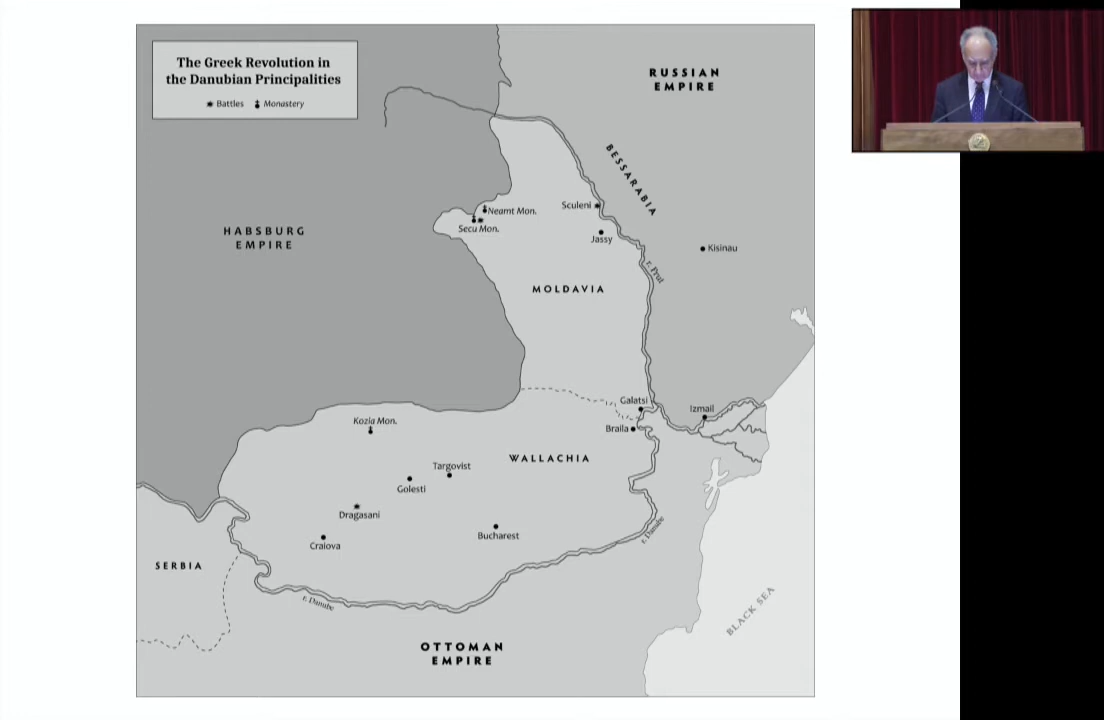 The Greek Revolution in
the Danubian Principalities
Battles
Monastery
RUSSIAN
EMPIRE
BESSARABIA
HABSBURG
EMPIRE
Neamt Mon.
Secu Mon.
Sculeni
Jassy
Kisinau
r. Prut
MOLDAVIA
Galatsi
Izmail
Braila
Kozia Mon.
WALLACHIA
Targovist
Golesti
Dragasani
Bucharest
Craiova
r. Danube
SERBIA
r. Danube
BLACK SEA
OTTOMAN
EMPIRE